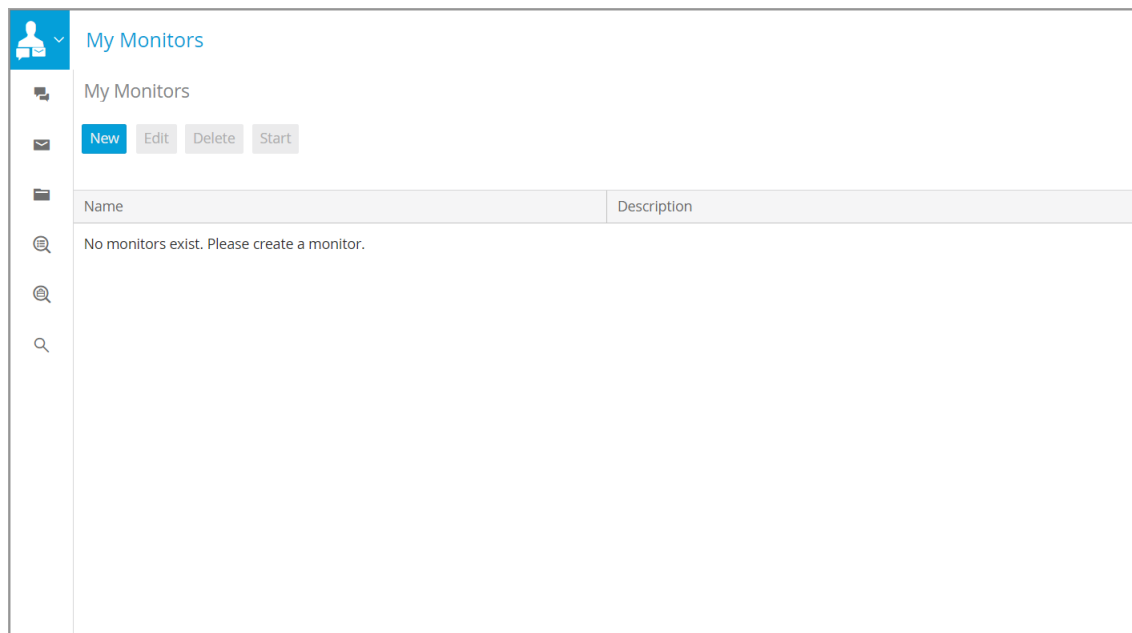 My Monitors
My Monitors
New Edit Delete Start
Name Description
No monitors exist. Please create a monitor.